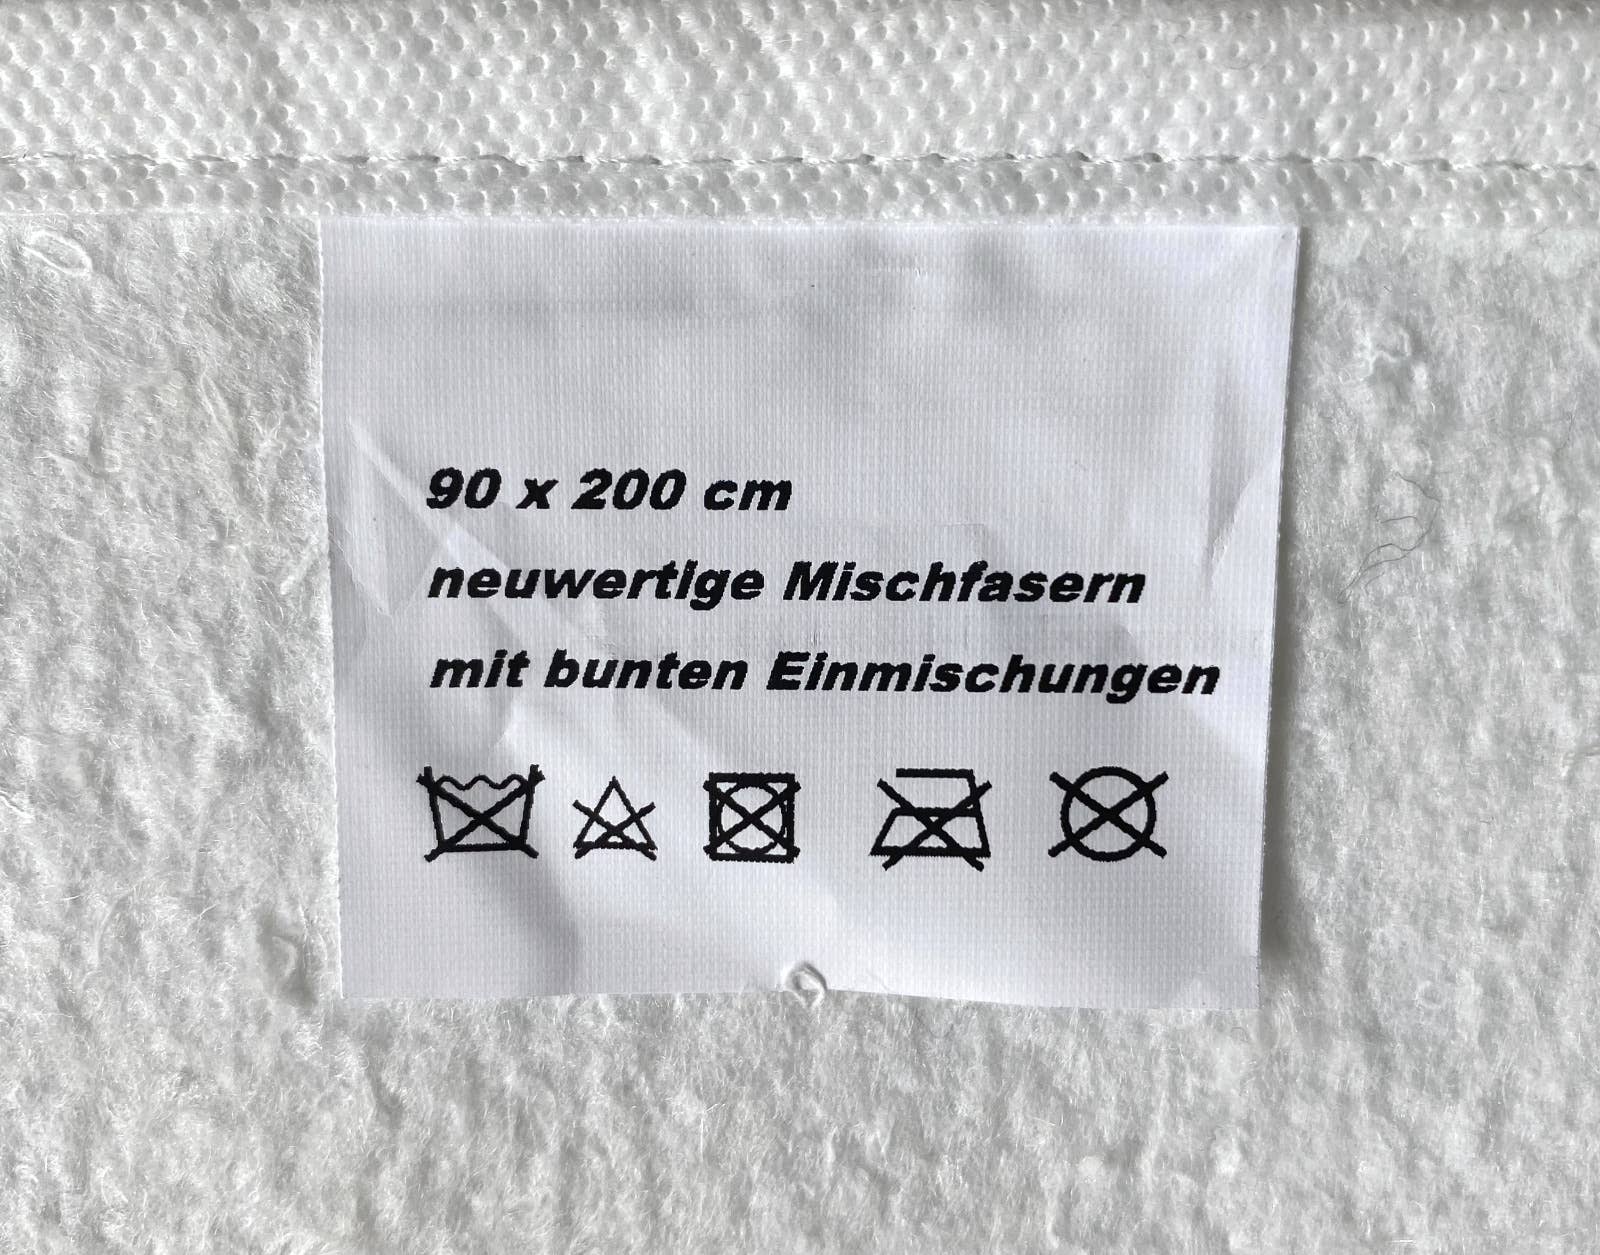 90 x 200 cm
neuwertige Mischfasern
mit bunten Einmischungen